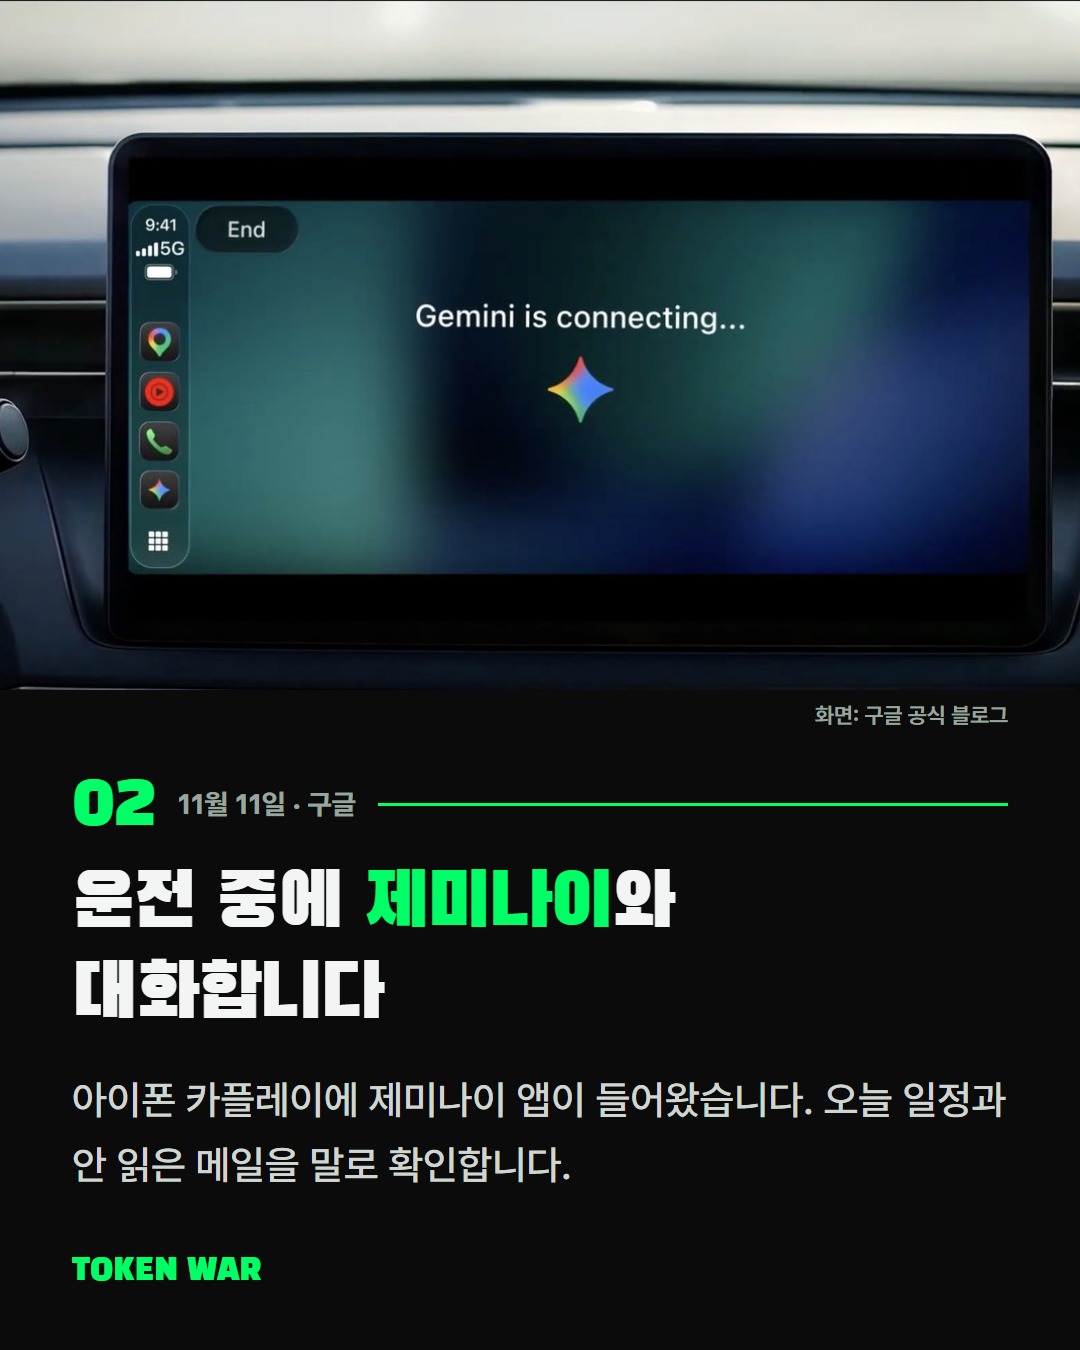 9:41
5G
End
Gemini is connecting...
화면: 구글 공식 블로그
02
11월 11일 · 구글
운전 중에 제미나이와
대화합니다
아이폰 카플레이에 제미나이 앱이 들어왔습니다. 오늘 일정과
안 읽은 메일을 말로 확인합니다.
TOKEN WAR